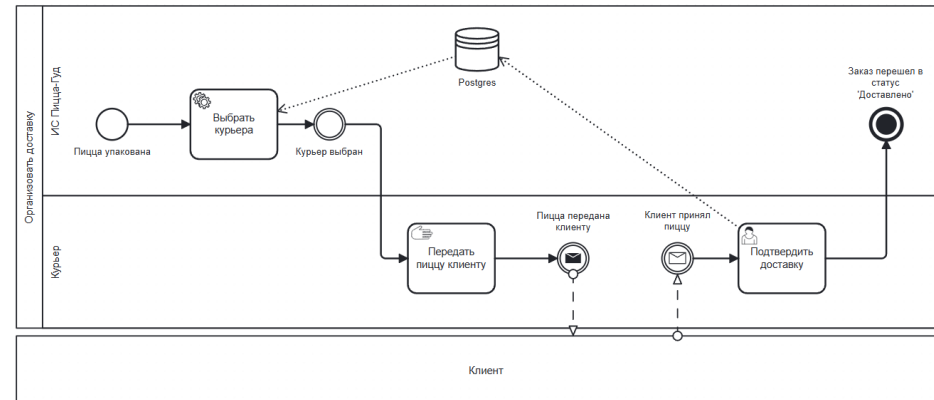 Организовать доставку
ИС Пицца-Гуд
Пицца упакована
Выбрать
курьера
Курьер выбран
Postgres
Заказ перешел в
статус
'Доставлено'
Курьер
Передать
пиццу клиенту
Пицца передана
клиенту
Клиент принял
пиццу
Подтвердить
доставку
Клиент